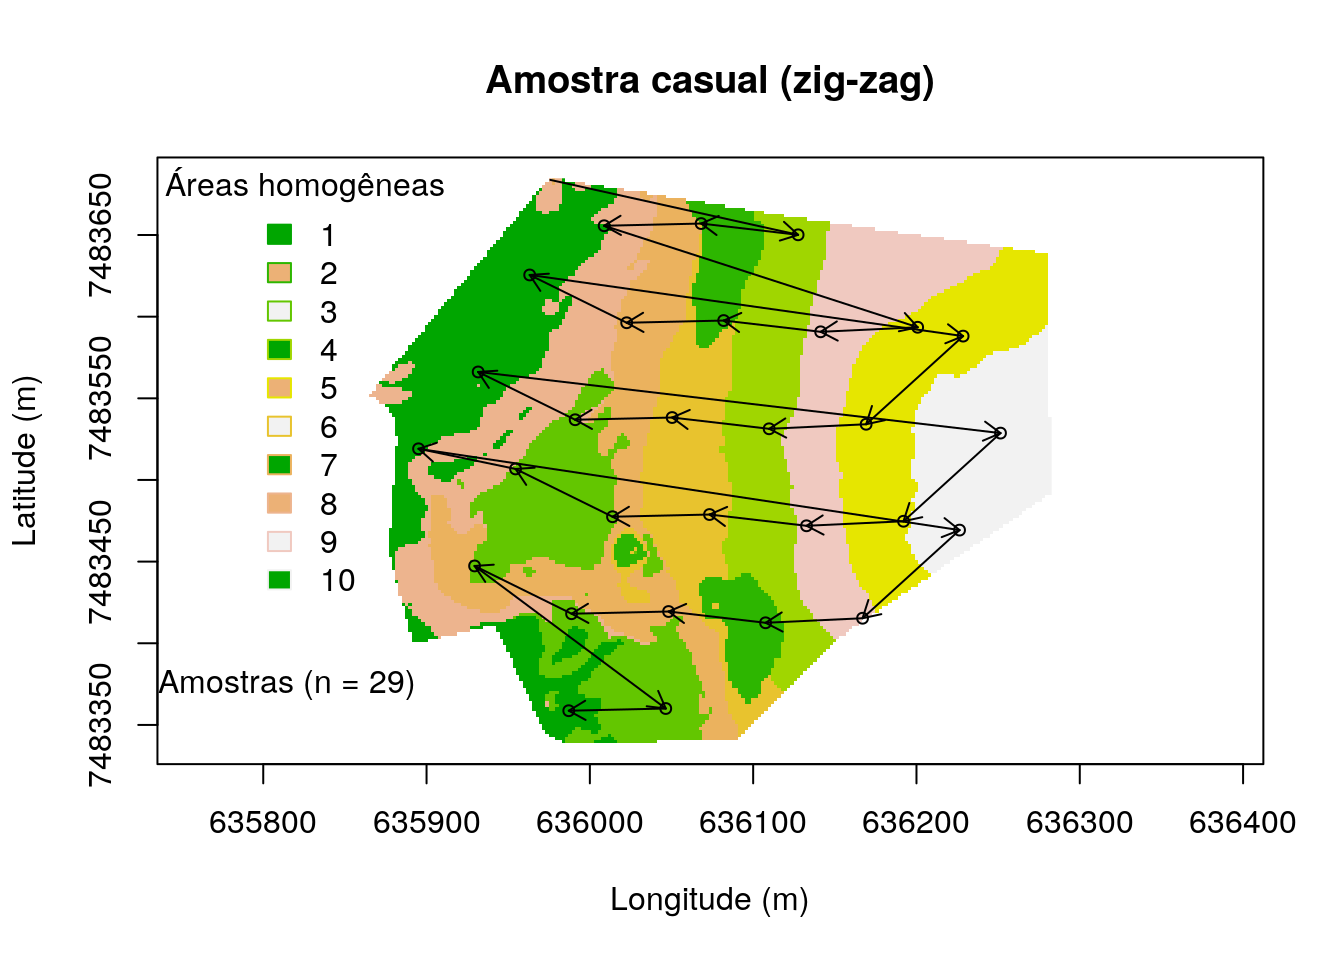 Amostra casual (zig-zag)
Áreas homogêneas
1
2
3
4
5
6
7
8
9
10
Amostras (n = 29)
Latitude (m)
7483650
7483550
7483450
7483350
635800 635900 636000 636100 636200 636300 636400
Longitude (m)